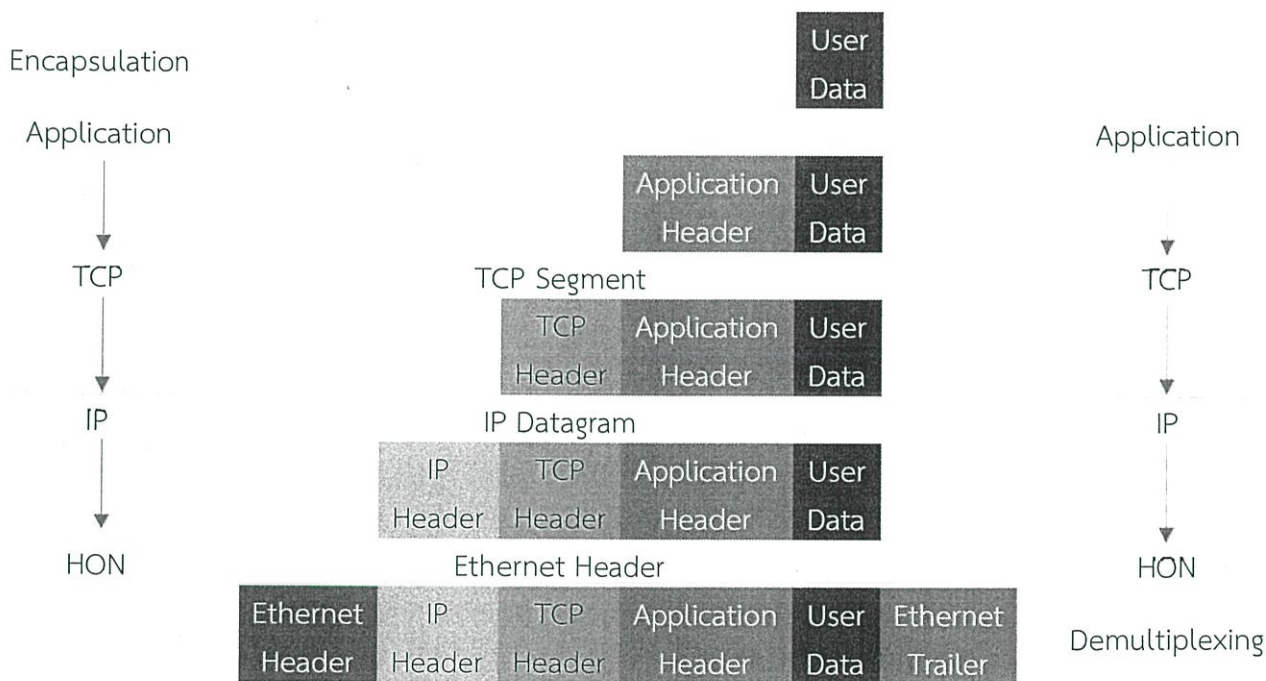 User
Data
Encapsulation
Application
Application
Application
Header
User
Data
TCP
TCP Segment
TCP
TCP
Header
Application
Header
User
Data
IP
IP Datagram
IP
IP
Header
TCP
Header
Application
Header
User
Data
HON
Ethernet Header
HON
Ethernet
Header
IP
Header
TCP
Header
Application
Header
User
Data
Ethernet
Trailer
Demultiplexing